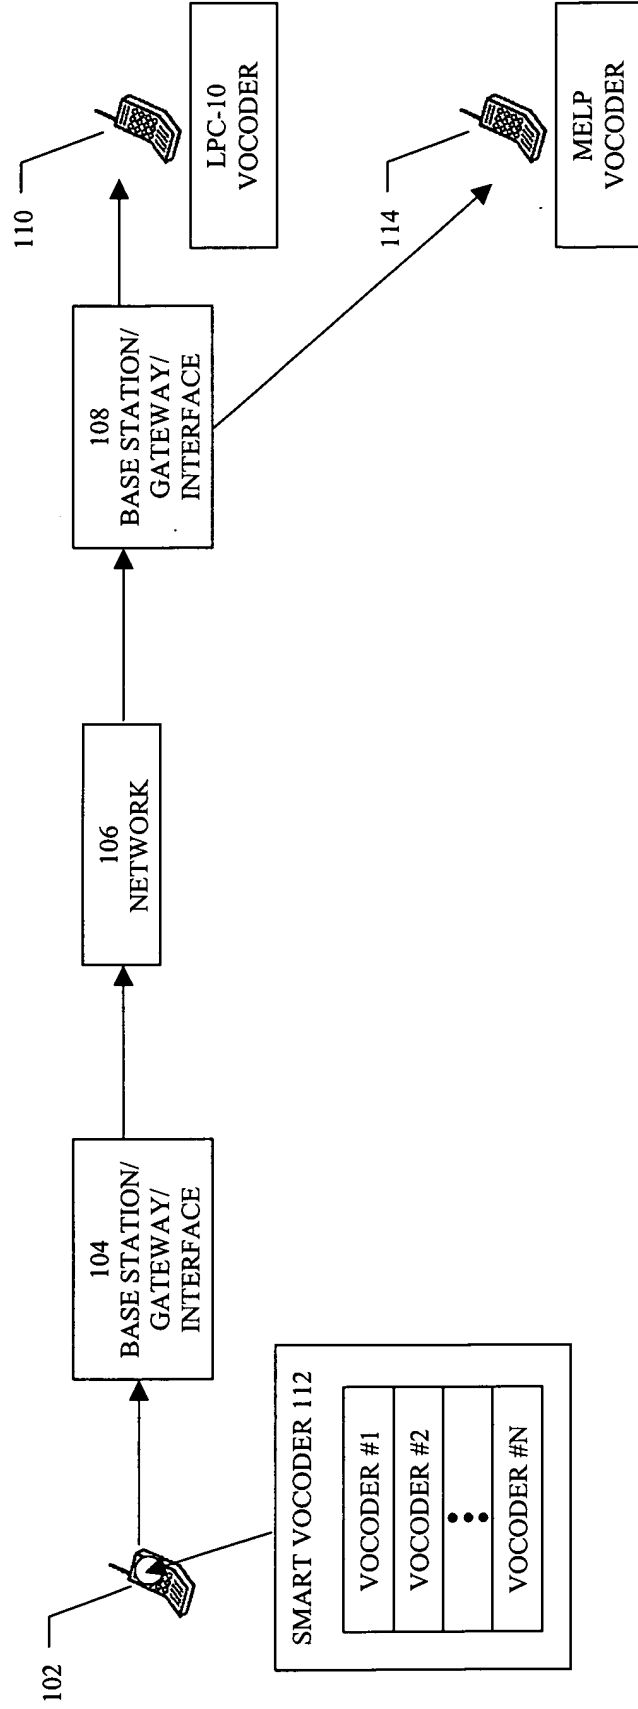 102
SMART VOCODER 112
VOCODER #1
VOCODER #2
VOCODER #N
104
BASE STATION/
GATEWAY/
INTERFACE
106
NETWORK
108
BASE STATION/
GATEWAY/
INTERFACE
110
LPC-10
VOCODER
114
MELP
VOCODER